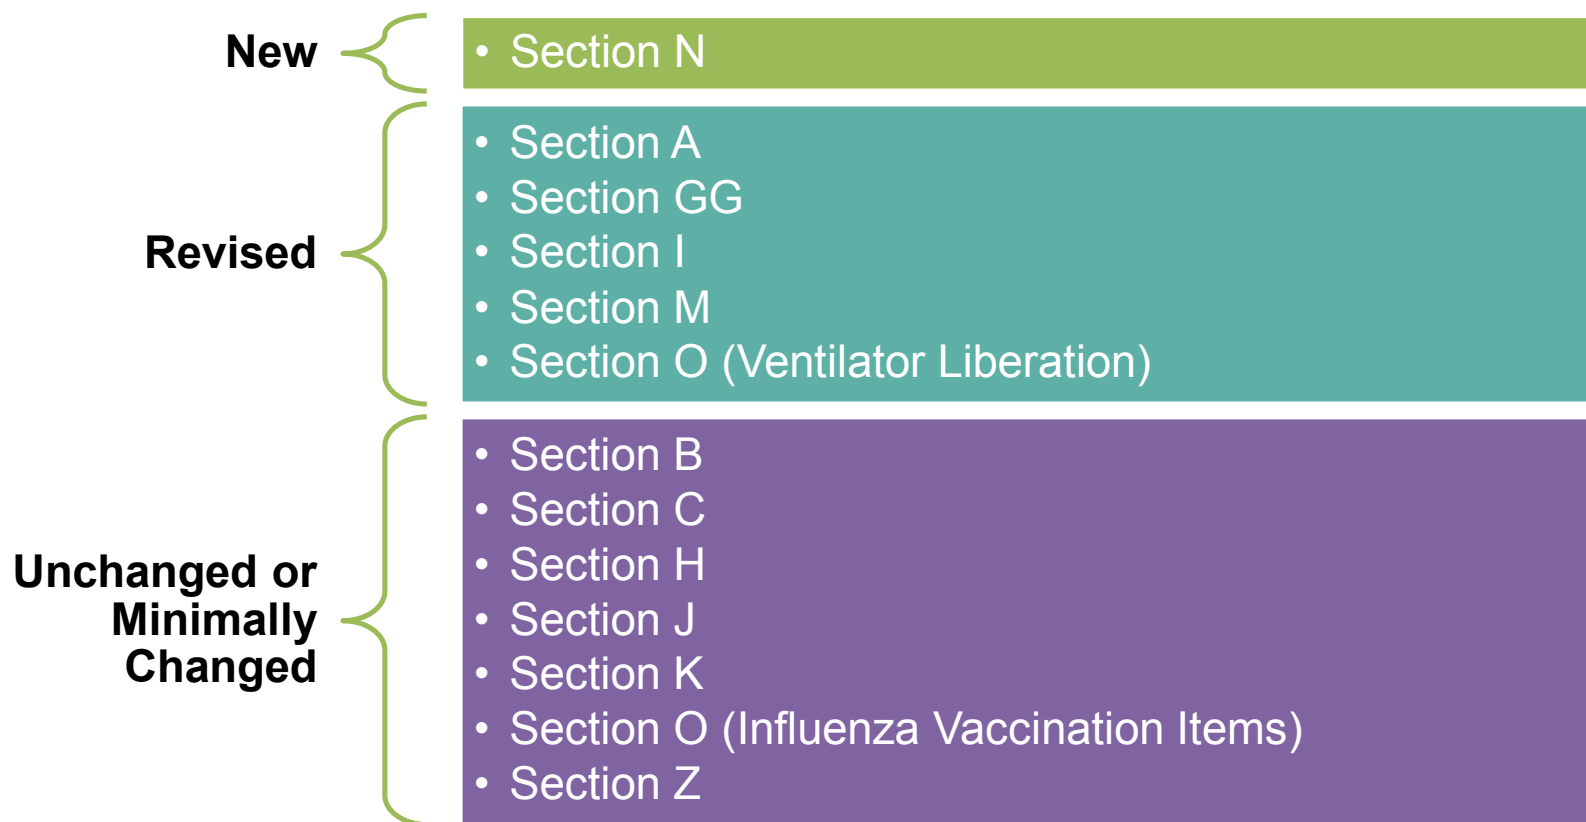 New
• Section N
Revised
• Section A
• Section GG
• Section I
• Section M
• Section O (Ventilator Liberation)
Unchanged or
Minimally
Changed
• Section B
• Section C
• Section H
• Section J
• Section K
• Section O (Influenza Vaccination Items)
• Section Z